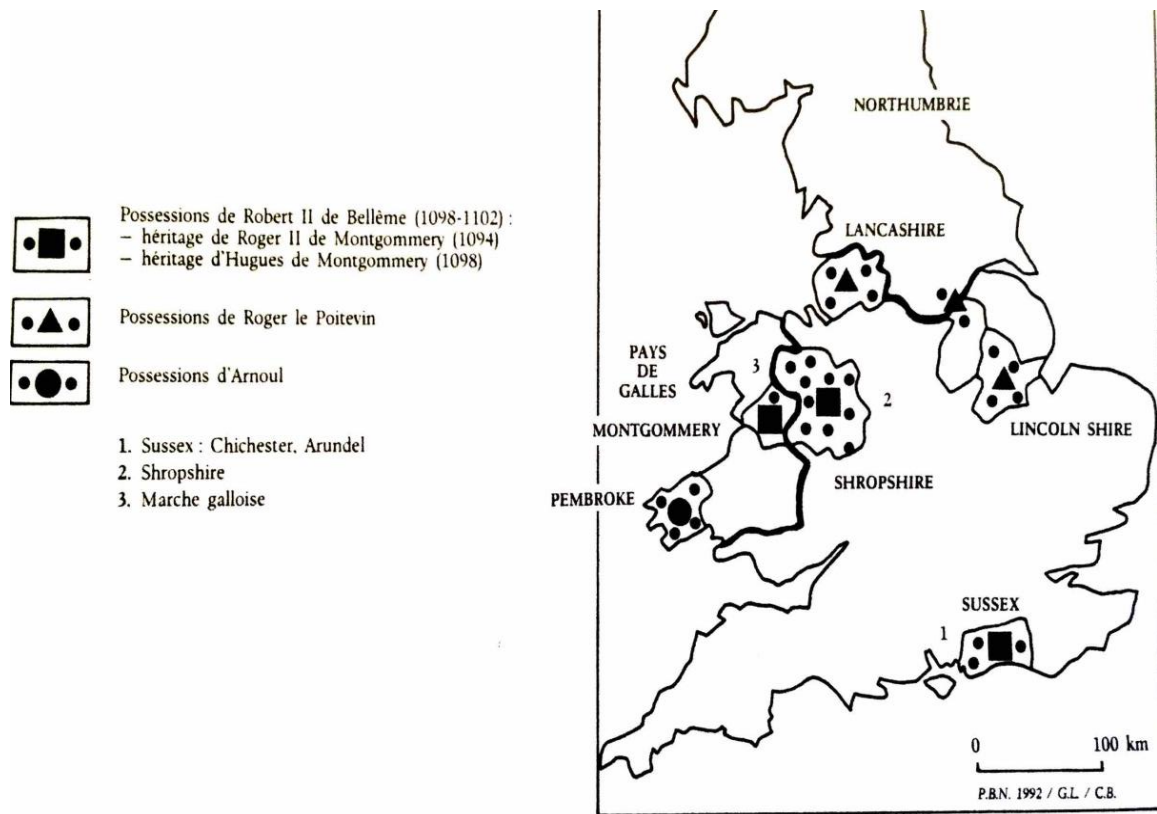 Possessions de Robert II de Bellême (1098-1102) :
– héritage de Roger II de Montgommery (1094)
– héritage d'Hugues de Montgommery (1098)
Possessions de Roger le Poitevin
Possessions d'Arnoul
1. Sussex : Chichester, Arundel
2. Shropshire
3. Marche galloise
NORTHUMBRIE
LANCASHIRE
PAYS
DE
GALLES
3
2
MONTGOMMERY
LINCOLN SHIRE
SHROPSHIRE
PEMBROKE
SUSSEX
1
0 100 km
P.B.N. 1992 / G.L. / C.B.